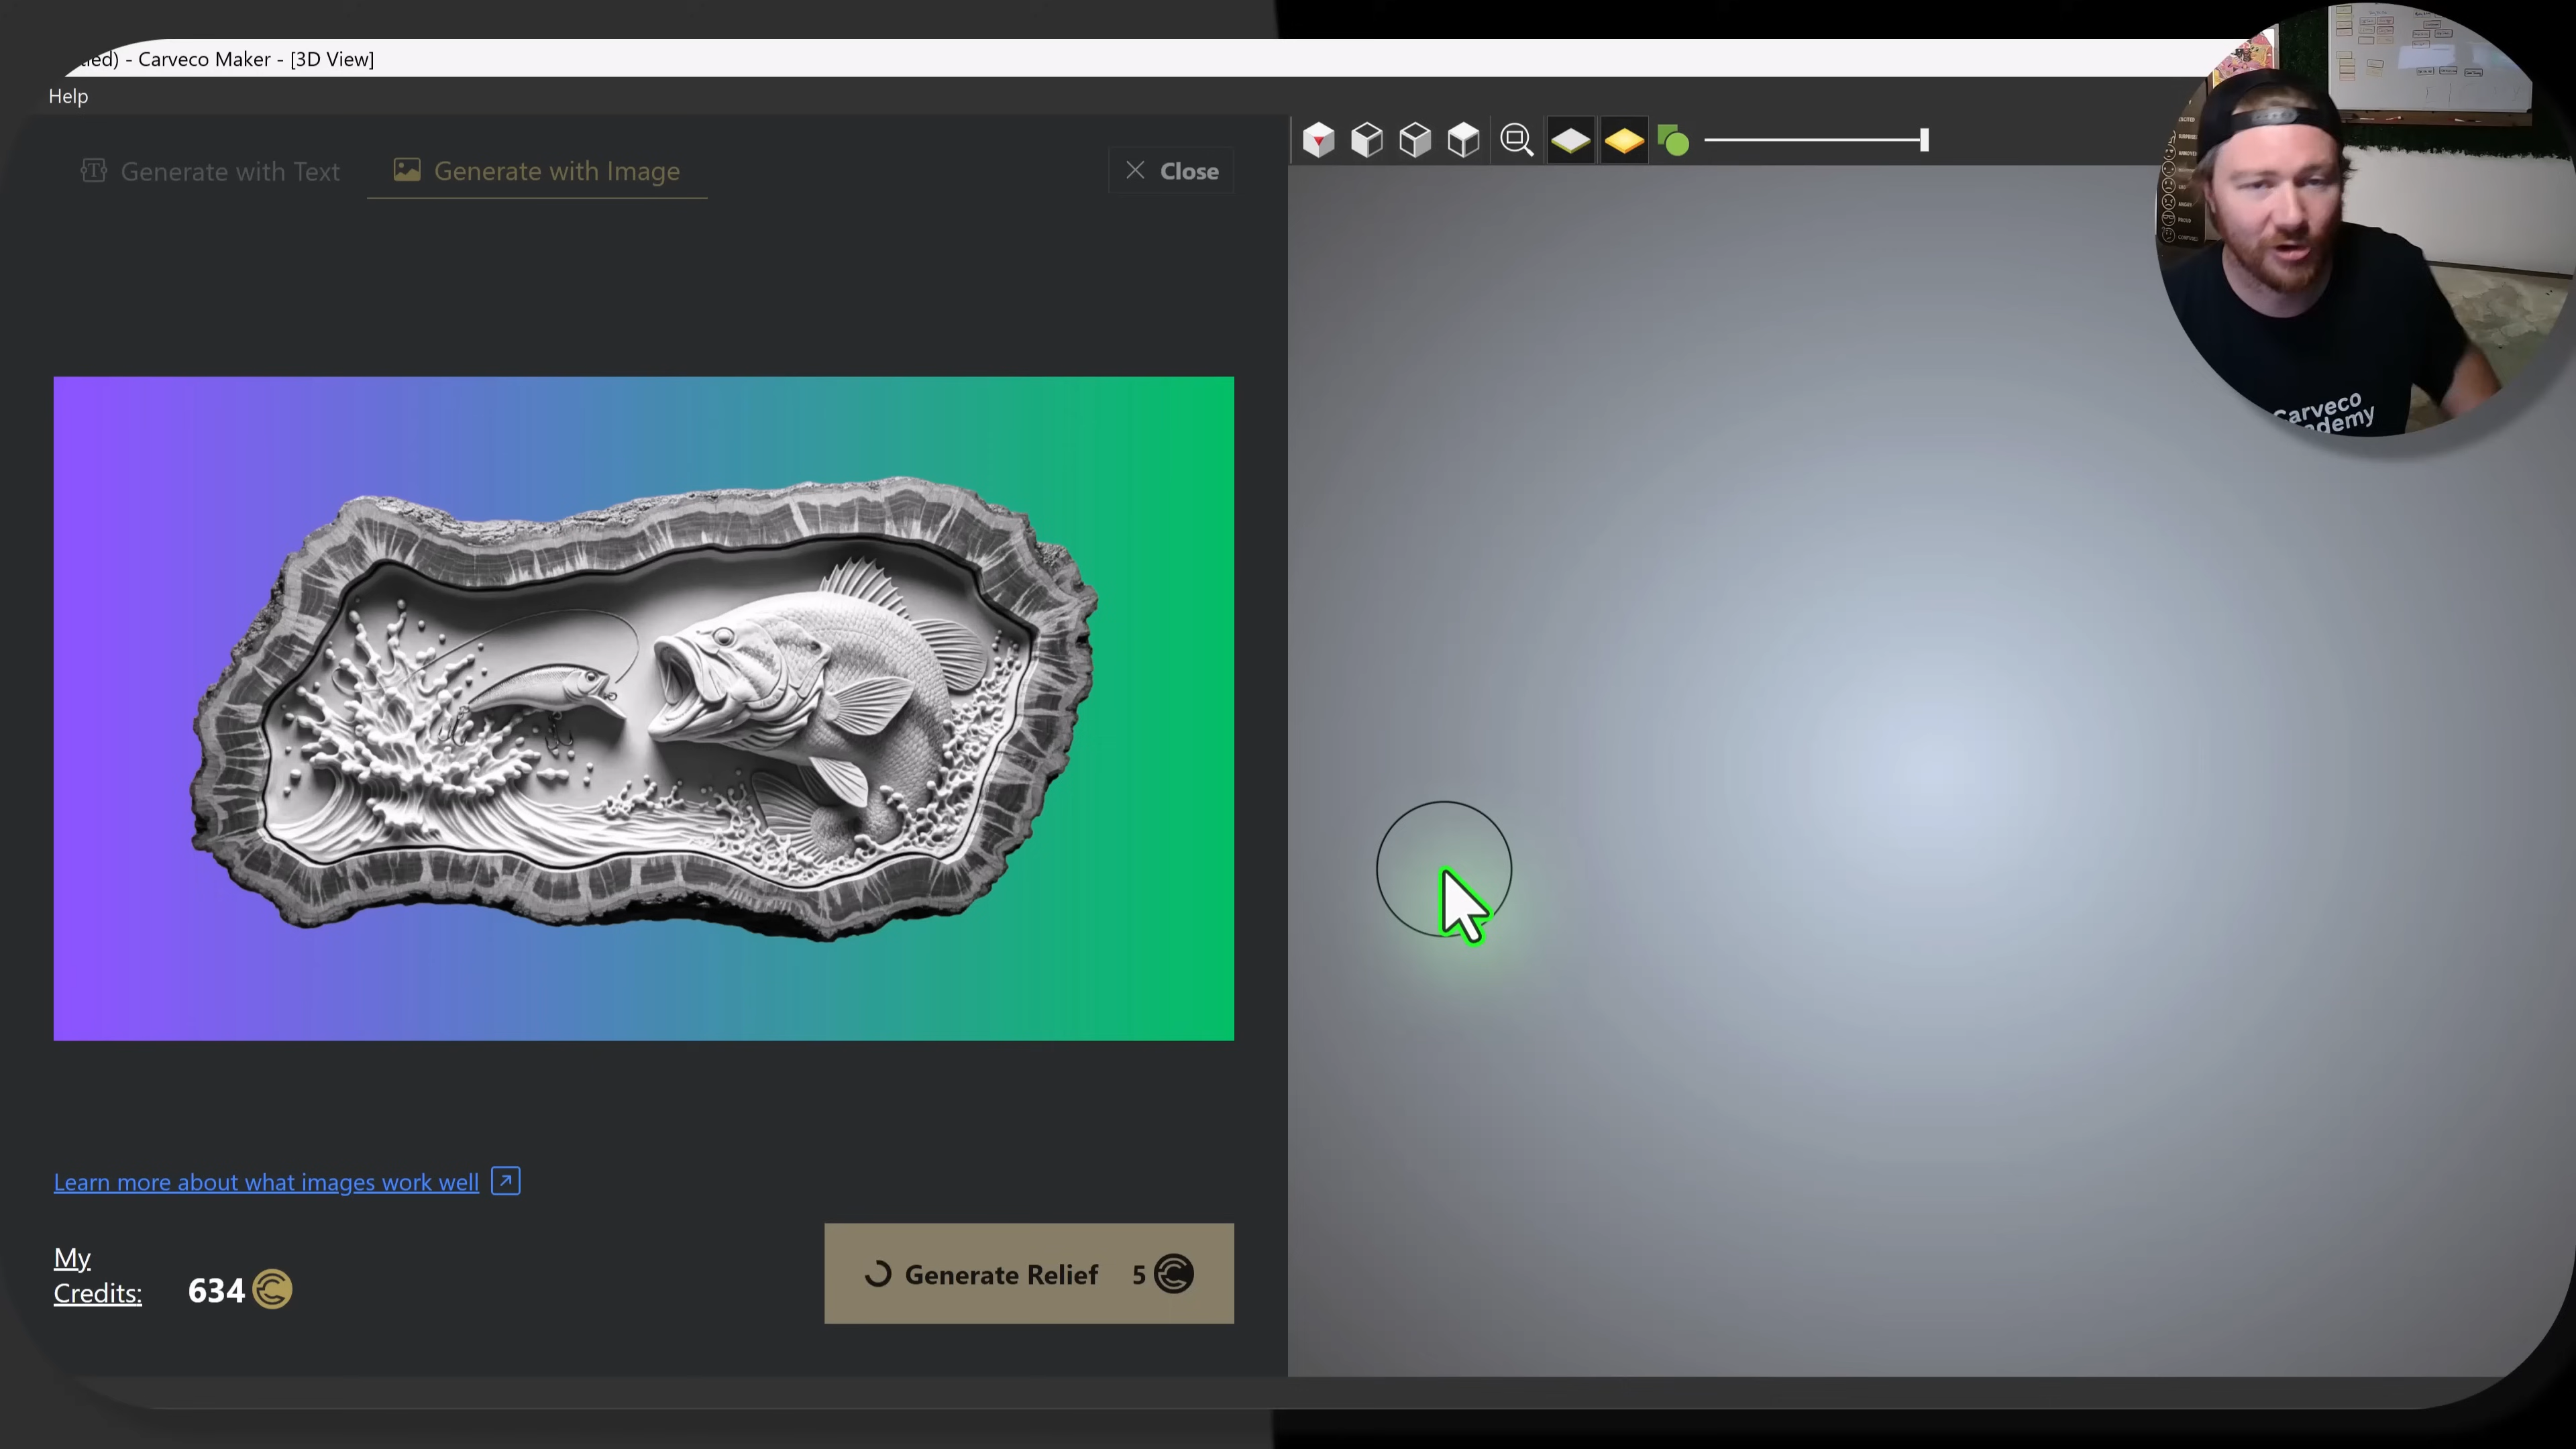 - Carveco Maker - [3D View]
Help
Generate with Text
Generate with Image
Close
Learn more about what images work well
My
Credits:
634
Generate Relief 5
Carveco